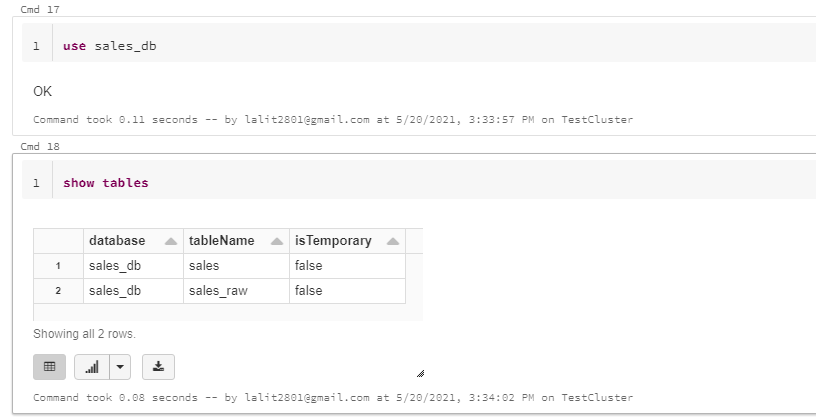 Cmd 17
1 use sales_db
OK
Command took 0.11 seconds -- by lalit2801@gmail.com at 5/20/2021, 3:33:57 PM on TestCluster
Cmd 18
1 show tables
database tableName isTemporary
1 sales_db sales false
2 sales_db sales_raw false
Showing all 2 rows.
Command took 0.08 seconds -- by lalit2801@gmail.com at 5/20/2021, 3:34:02 PM on TestCluster